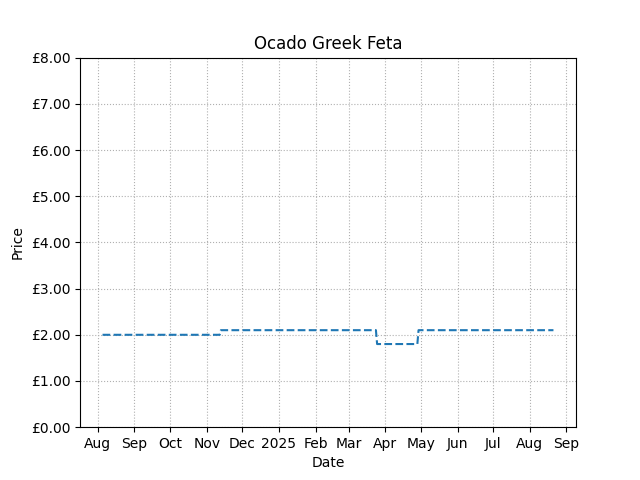 Ocado Greek Feta
£8.00
£7.00
£6.00
£5.00
£4.00
£3.00
£2.00
£1.00
£0.00
Price
Aug Sep Oct Nov Dec 2025 Feb Mar Apr May Jun Jul Aug Sep
Date